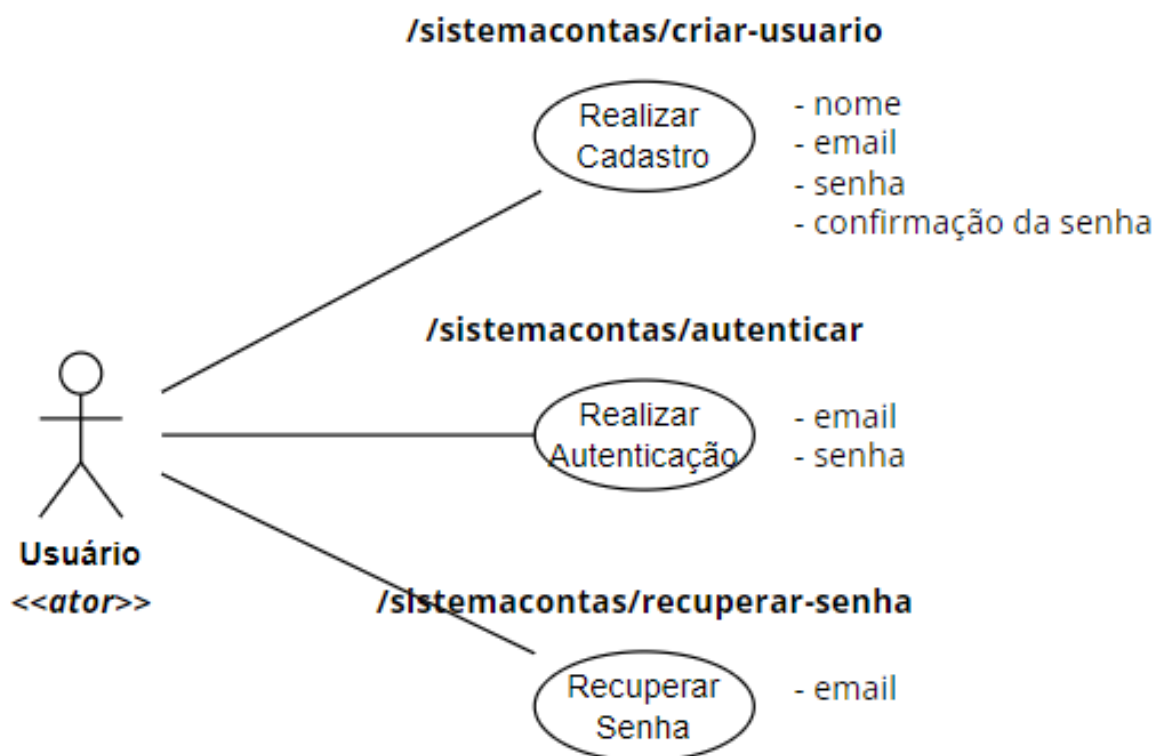 /sistemacontas/criar-usuario
Realizar
Cadastro
- nome
- email
- senha
- confirmação da senha
/sistemacontas/autenticar
Realizar
Autenticação
- email
- senha
Usuário
<<ator>>
/sistemacontas/recuperar-senha
Recuperar
Senha
- email